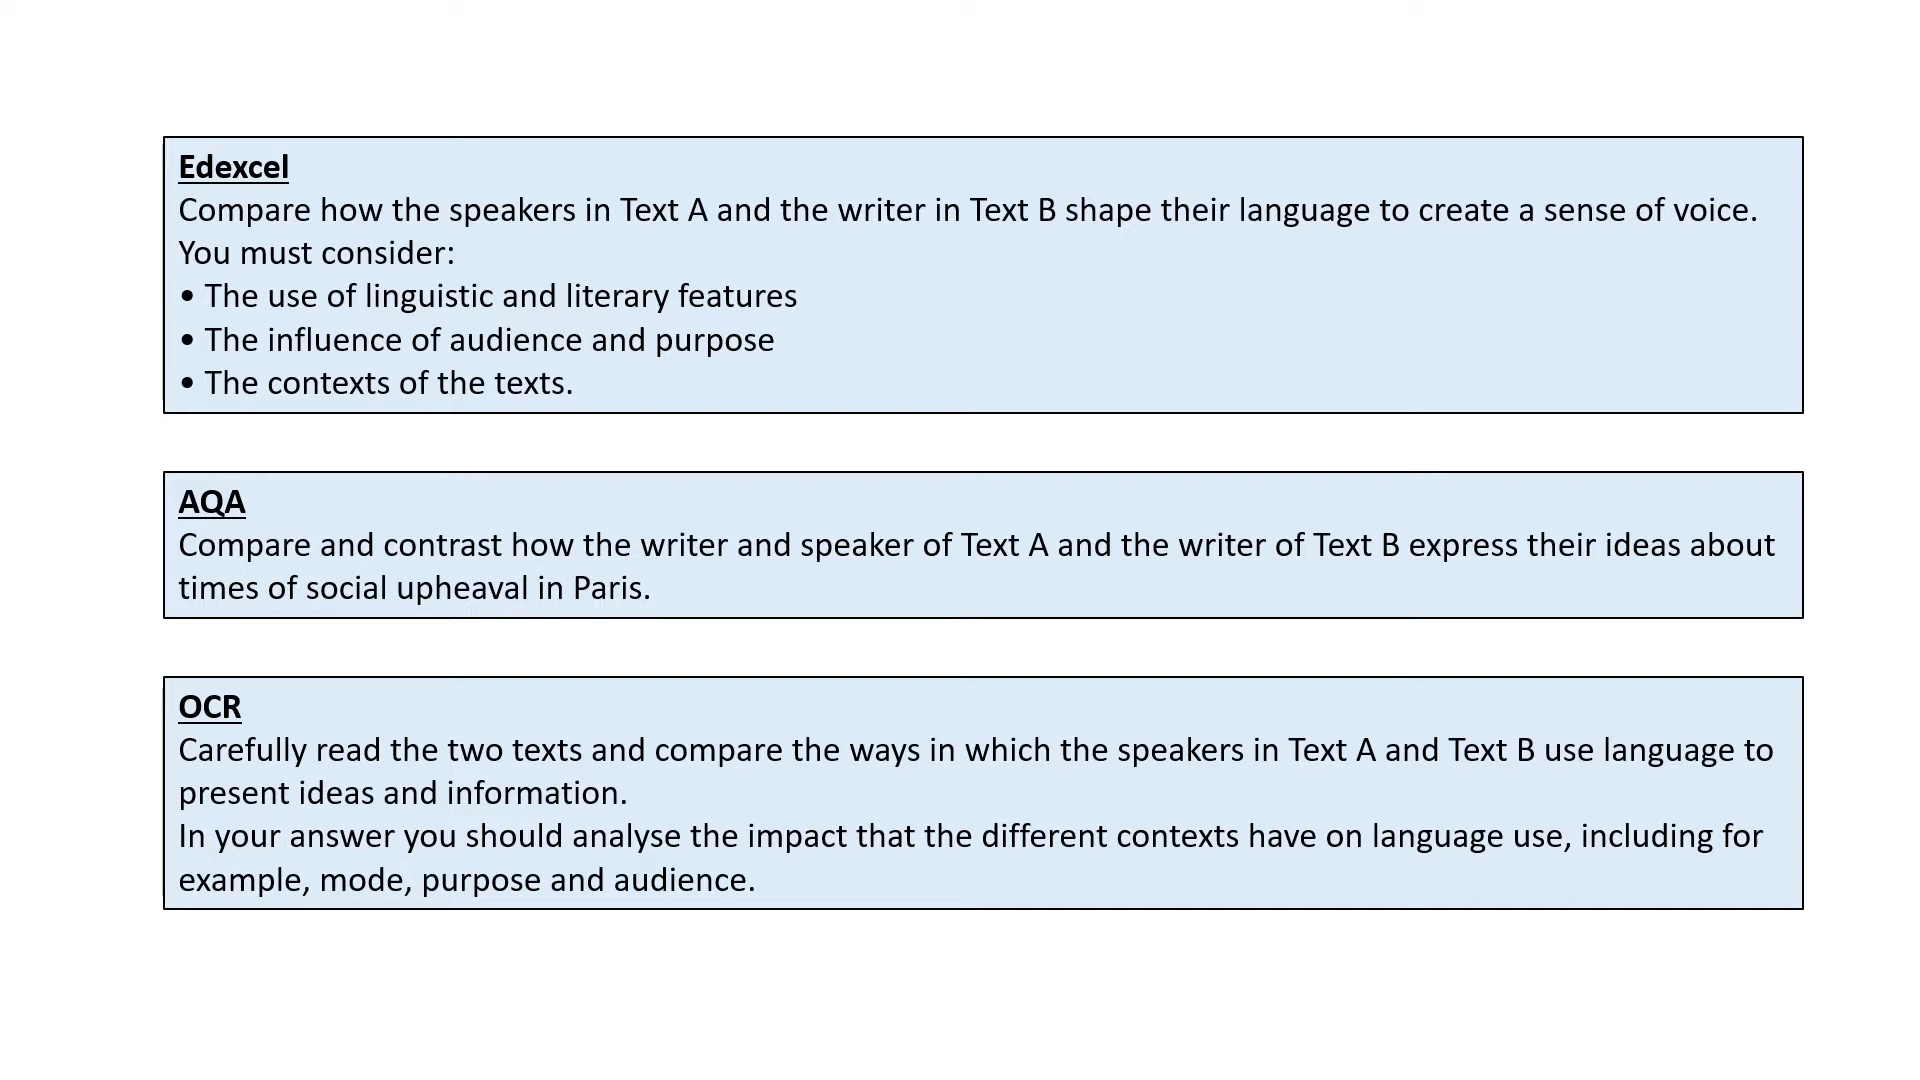 Edexcel
Compare how the speakers in Text A and the writer in Text B shape their language to create a sense of voice.
You must consider:
• The use of linguistic and literary features
• The influence of audience and purpose
• The contexts of the texts.
AQA
Compare and contrast how the writer and speaker of Text A and the writer of Text B express their ideas about
times of social upheaval in Paris.
OCR
Carefully read the two texts and compare the ways in which the speakers in Text A and Text B use language to
present ideas and information.
In your answer you should analyse the impact that the different contexts have on language use, including for
example, mode, purpose and audience.